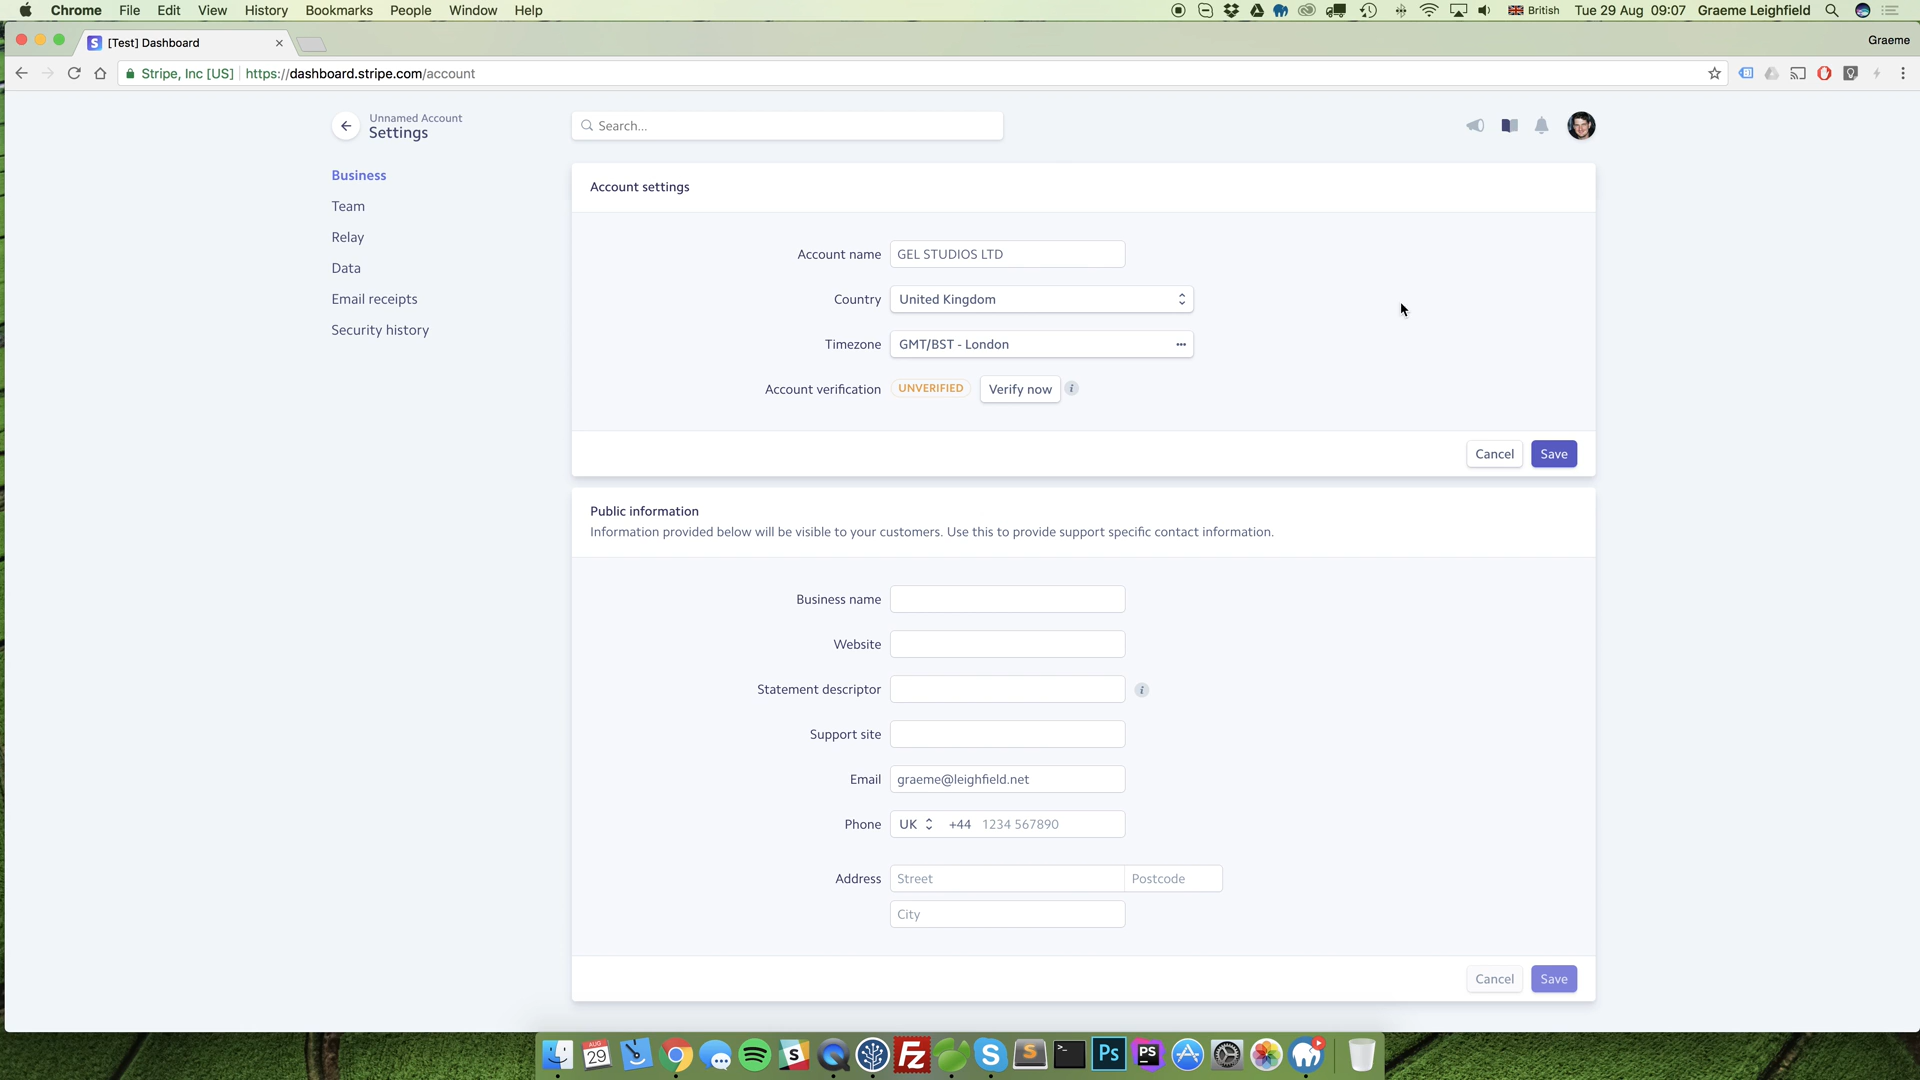 Chrome File Edit View History Bookmarks People Window Help British Tue 29 Aug 09:07 Graeme Leighfield
[Test] Dashboard
Graeme
Stripe, Inc [US] https://dashboard.stripe.com/account
Unnamed Account
Settings
Search...
Business
Team
Relay
Data
Email receipts
Security history
Account settings
Account name GEL STUDIOS LTD
Country United Kingdom
Timezone GMT/BST - London
Account verification UNVERIFIED Verify now
Cancel Save
Public information
Information provided below will be visible to your customers. Use this to provide support specific contact information.
Business name
Website
Statement descriptor
Support site
Email graeme@leighfield.net
Phone UK +44 1234 567890
Address Street Postcode
City
Cancel Save
AUG
29
Fz
Ps
PS